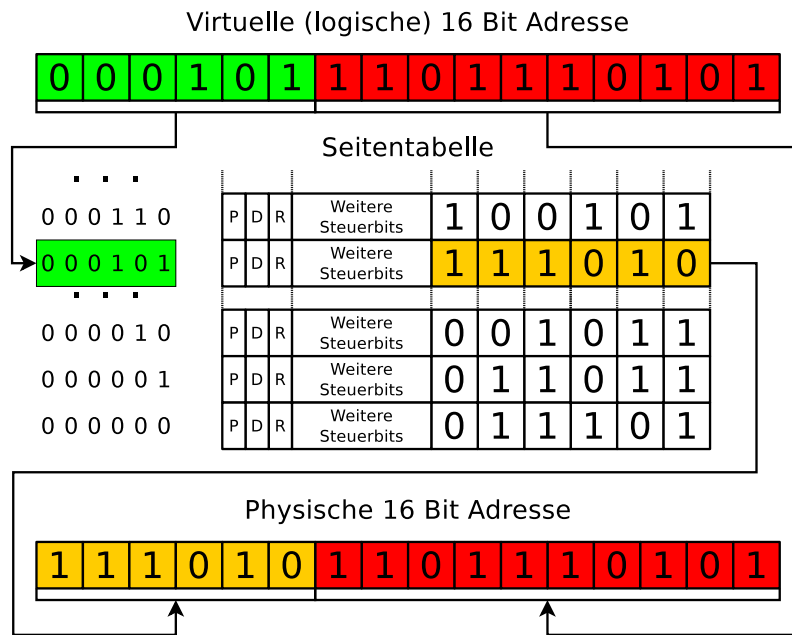 Virtuelle (logische) 16 Bit Adresse
0 0 0 1 0 1 1 1 0 1 1 1 0 1 0 1
Seitentabelle
. . .
0 0 0 1 1 0 P D R Weitere Steuerbits 1 0 0 1 0 1
0 0 0 1 0 1 P D R Weitere Steuerbits 1 1 1 0 1 0
. . .
0 0 0 0 1 0 P D R Weitere Steuerbits 0 0 1 0 1 1
0 0 0 0 0 1 P D R Weitere Steuerbits 0 1 1 0 1 1
0 0 0 0 0 0 P D R Weitere Steuerbits 0 1 1 1 0 1
Physische 16 Bit Adresse
1 1 1 0 1 0 1 1 0 1 1 1 0 1 0 1